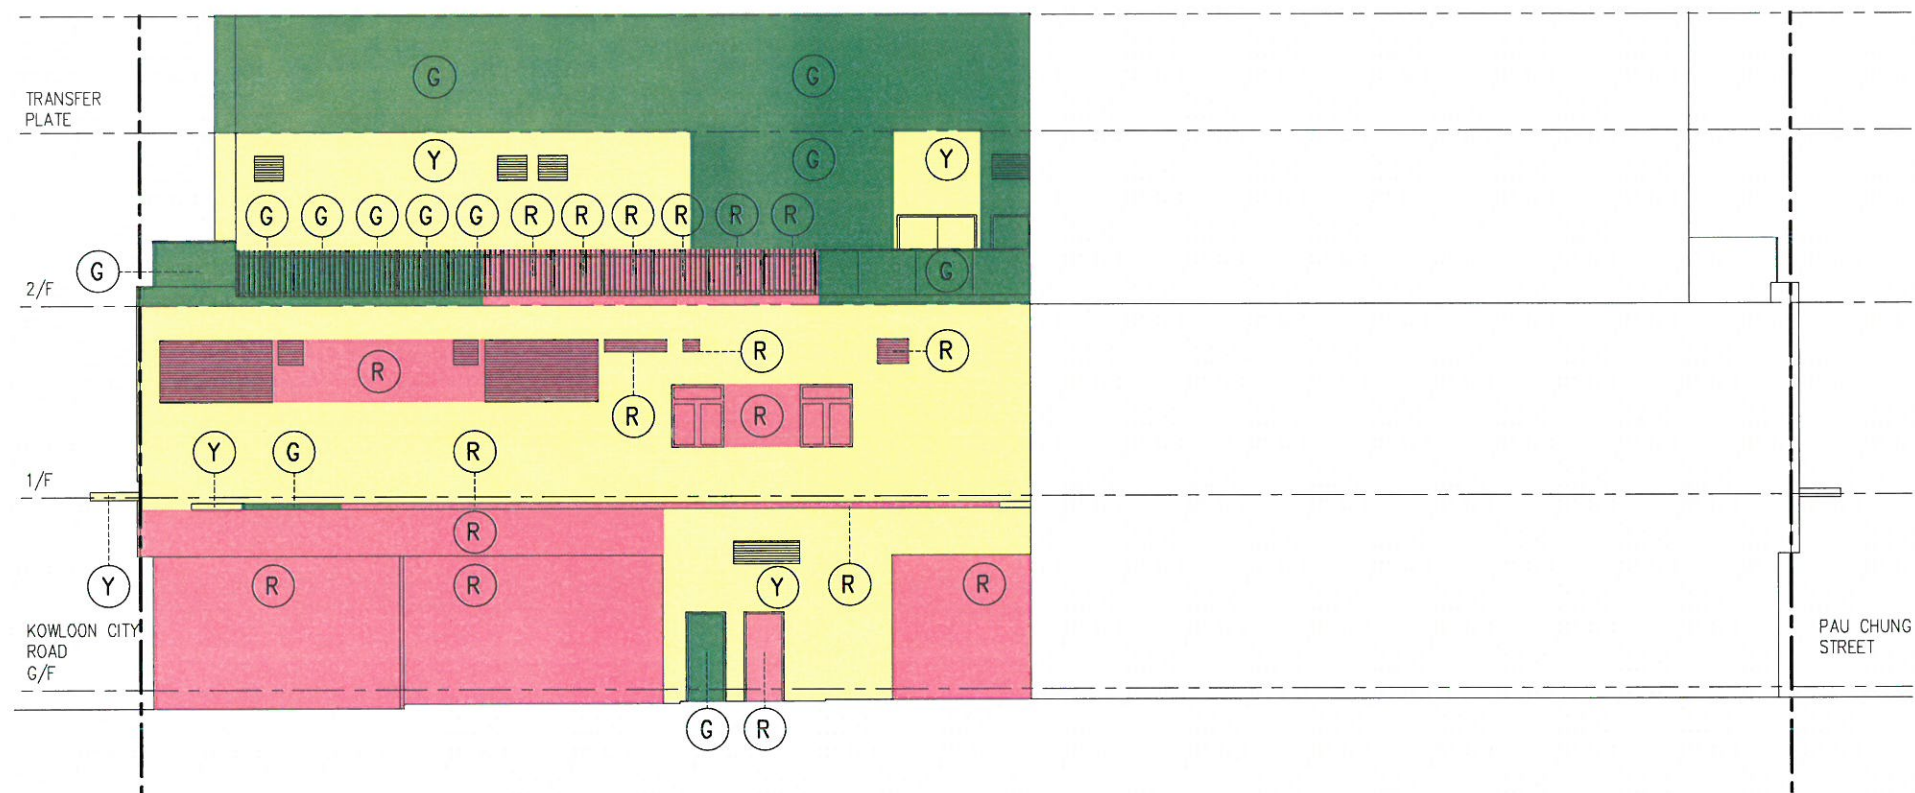 G G
TRANSFER
PLATE
Y G Y
G G G G G R R R R R R
G G
2/F
R R R
R R
Y G R
1/F
R
Y R R Y R R
KOWLOON CITY
ROAD
G/F
PAU CHUNG
STREET
G R